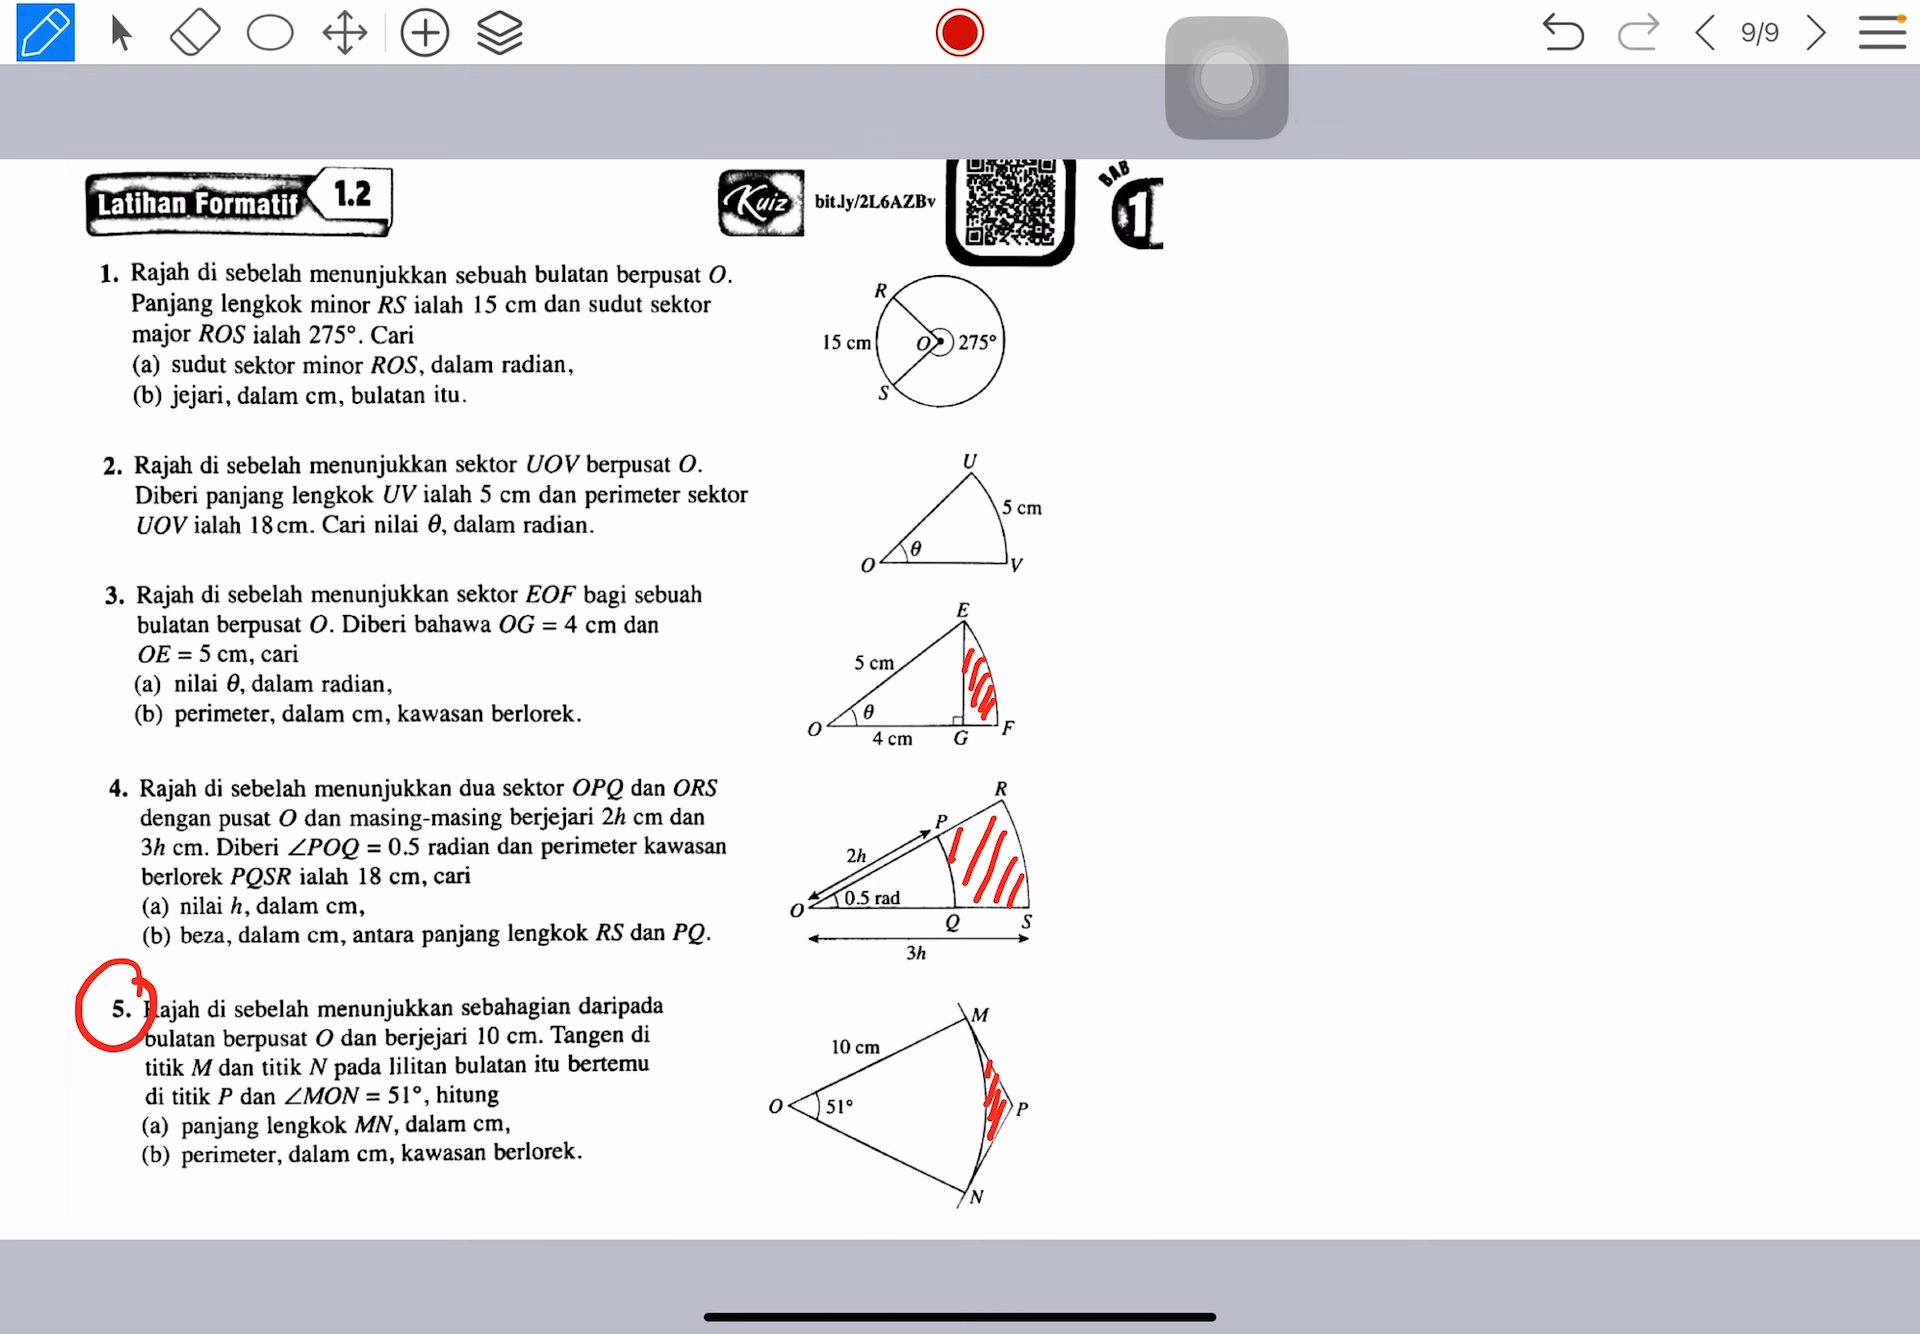 9/9
Latihan Formatif 1.2
Kuiz
bit.ly/2L6AZBv
BAB
1
1. Rajah di sebelah menunjukkan sebuah bulatan berpusat O.
Panjang lengkok minor RS ialah 15 cm dan sudut sektor
major ROS ialah 275°. Cari
(a) sudut sektor minor ROS, dalam radian,
(b) jejari, dalam cm, bulatan itu.
R
15 cm
O
275°
S
2. Rajah di sebelah menunjukkan sektor UOV berpusat O.
Diberi panjang lengkok UV ialah 5 cm dan perimeter sektor
UOV ialah 18 cm. Cari nilai θ, dalam radian.
U
5 cm
θ
O
V
3. Rajah di sebelah menunjukkan sektor EOF bagi sebuah
bulatan berpusat O. Diberi bahawa OG = 4 cm dan
OE = 5 cm, cari
(a) nilai θ, dalam radian,
(b) perimeter, dalam cm, kawasan berlorek.
E
5 cm
θ
O
4 cm
G
F
4. Rajah di sebelah menunjukkan dua sektor OPQ dan ORS
dengan pusat O dan masing-masing berjejari 2h cm dan
3h cm. Diberi ∠POQ = 0.5 radian dan perimeter kawasan
berlorek PQSR ialah 18 cm, cari
(a) nilai h, dalam cm,
(b) beza, dalam cm, antara panjang lengkok RS dan PQ.
R
P
2h
0.5 rad
O
Q
S
3h
5. Rajah di sebelah menunjukkan sebahagian daripada
bulatan berpusat O dan berjejari 10 cm. Tangen di
titik M dan titik N pada lilitan bulatan itu bertemu
di titik P dan ∠MON = 51°, hitung
(a) panjang lengkok MN, dalam cm,
(b) perimeter, dalam cm, kawasan berlorek.
M
10 cm
O
51°
P
N